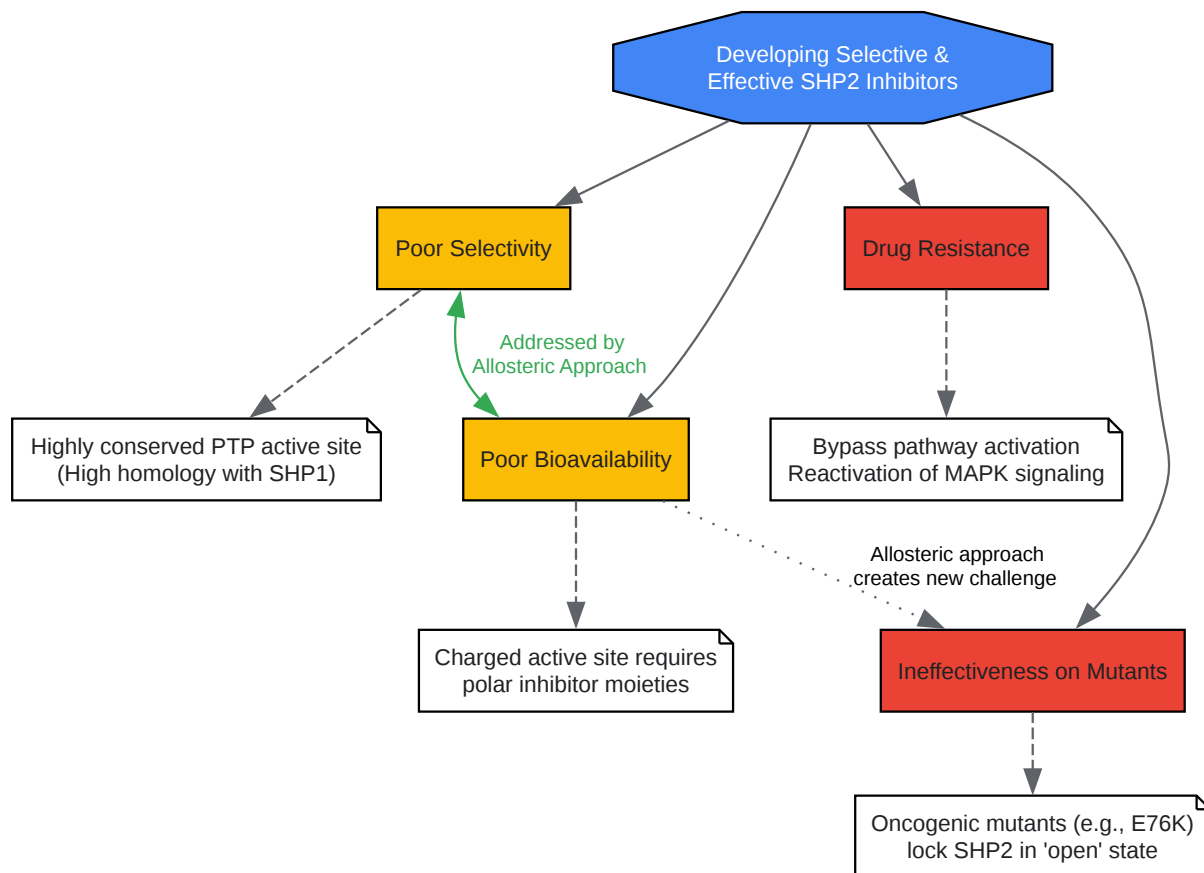 Developing Selective &
Effective SHP2 Inhibitors
Poor Selectivity
Drug Resistance
Addressed by
Allosteric Approach
Highly conserved PTP active site
(High homology with SHP1)
Poor Bioavailability
Bypass pathway activation
Reactivation of MAPK signaling
Allosteric approach
creates new challenge
Charged active site requires
polar inhibitor moieties
Ineffectiveness on Mutants
Oncogenic mutants (e.g., E76K)
lock SHP2 in 'open' state